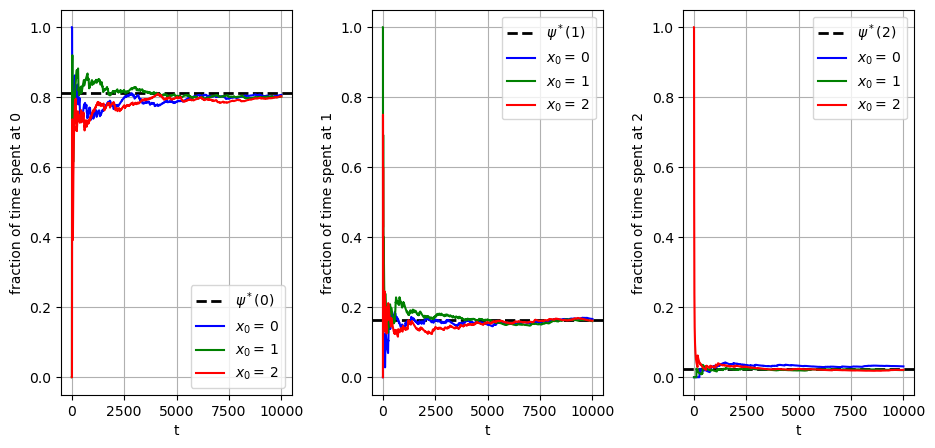 fraction of time spent at 0
1.0
0.8
0.6
0.4
0.2
0.0
ψ*(0)
x₀ = 0
x₀ = 1
x₀ = 2
0 2500 5000 7500 10000
t
fraction of time spent at 1
1.0
0.8
0.6
0.4
0.2
0.0
ψ*(1)
x₀ = 0
x₀ = 1
x₀ = 2
0 2500 5000 7500 10000
t
fraction of time spent at 2
1.0
0.8
0.6
0.4
0.2
0.0
ψ*(2)
x₀ = 0
x₀ = 1
x₀ = 2
0 2500 5000 7500 10000
t